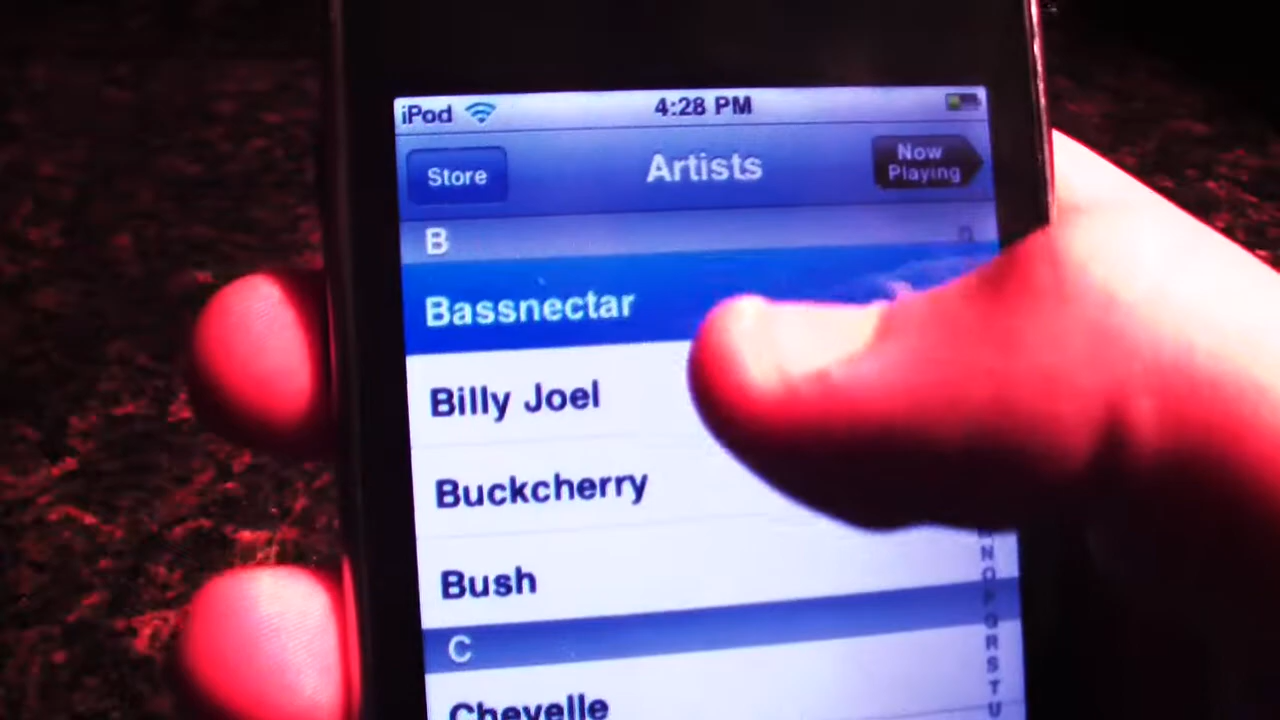 iPod 4:28 PM
Store Artists Now Playing
B
Bassnectar
Billy Joel
Buckcherry
Bush
C
Chevelle
N
O
P
Q
R
S
T
U